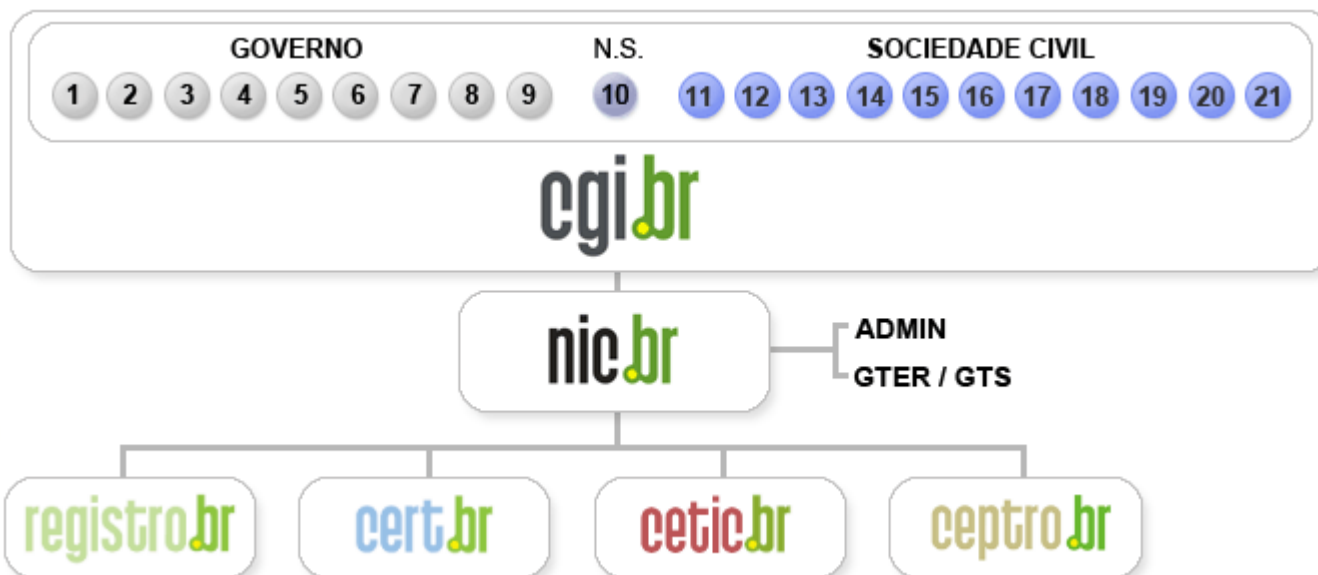 GOVERNO N.S. SOCIEDADE CIVIL
1 2 3 4 5 6 7 8 9 10 11 12 13 14 15 16 17 18 19 20 21
cgi.br
nic.br
ADMIN
GTER / GTS
registro.br cert.br cetic.br ceptro.br